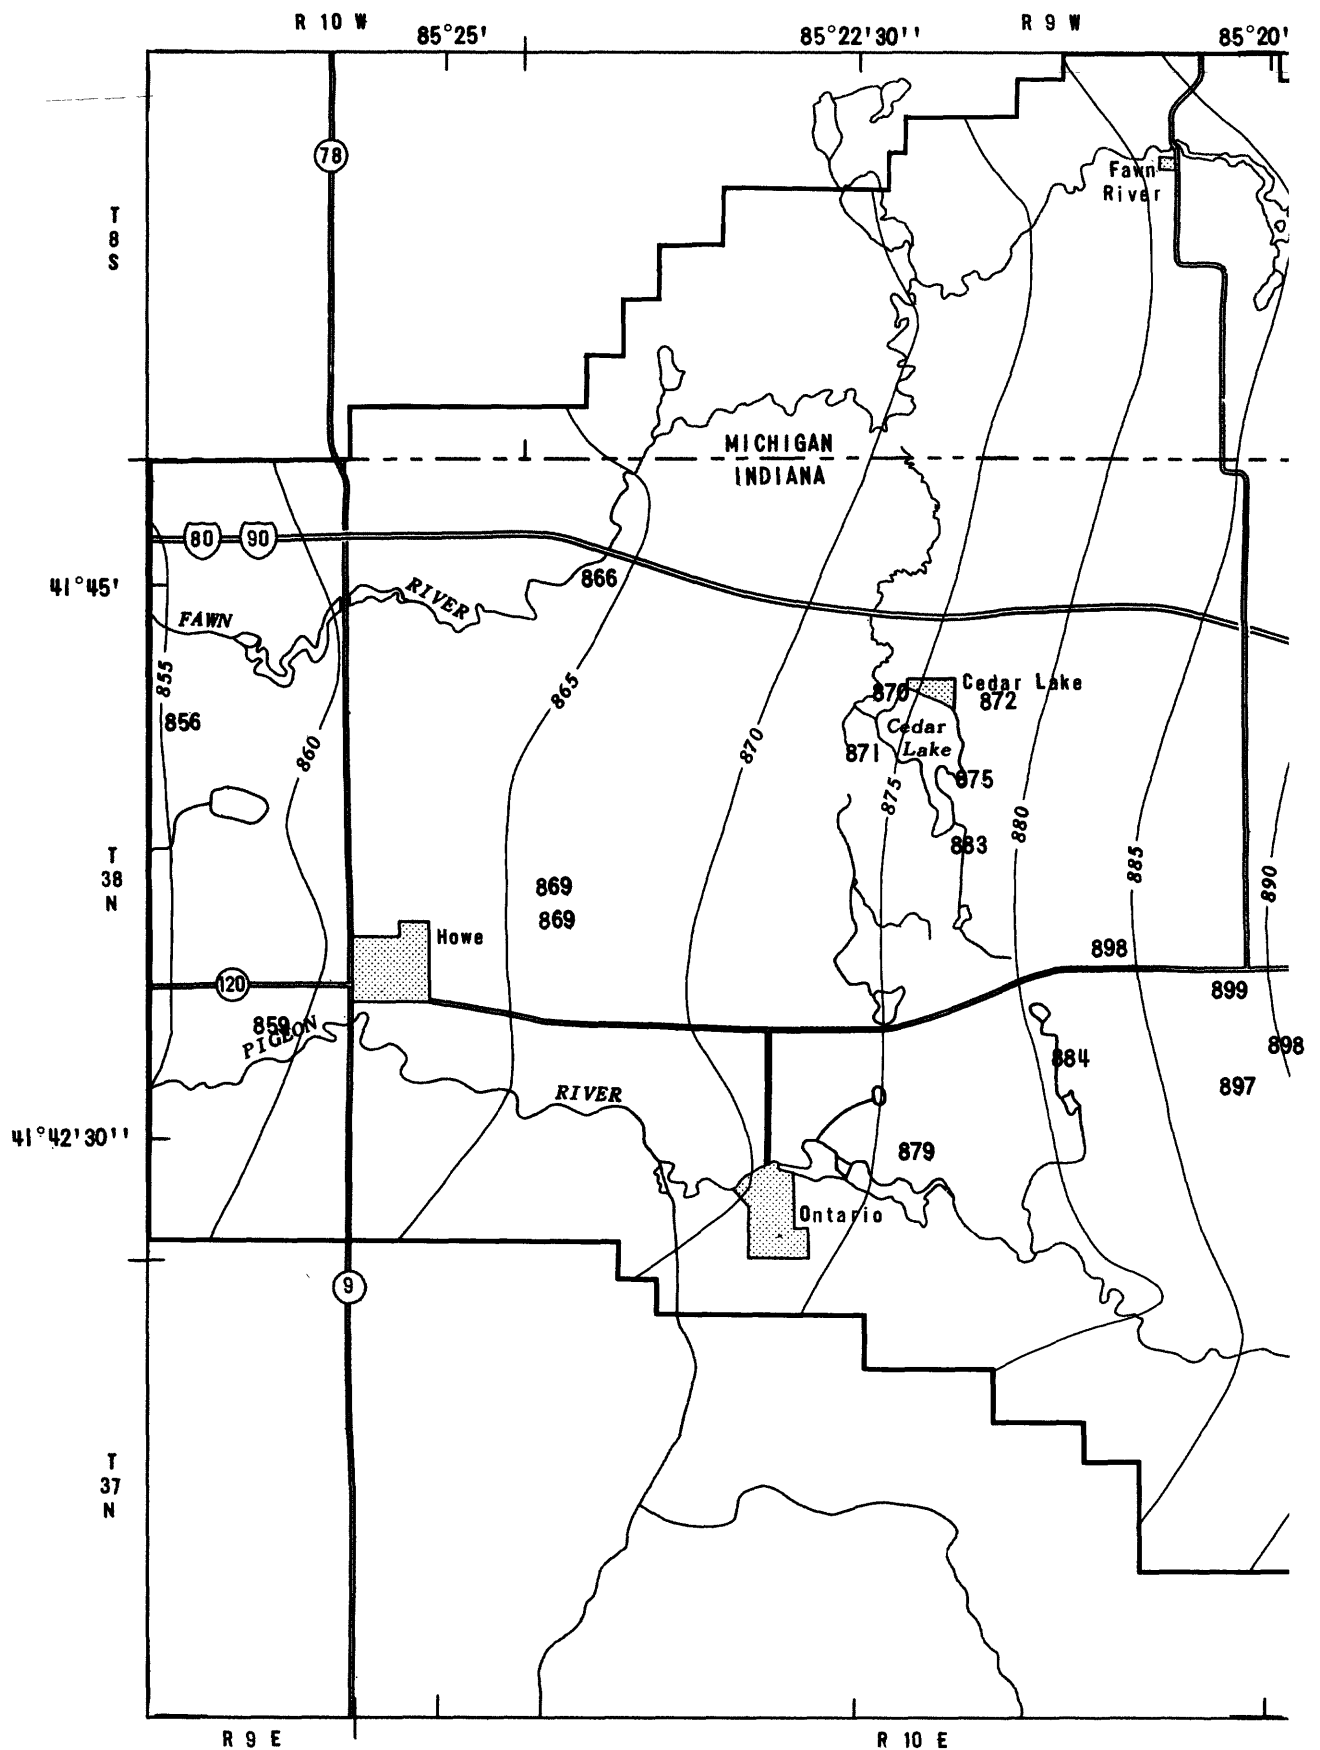 R 10 W
R 9 W
85°25'
85°22'30''
85°20'
78
Fawn
River
T
8
S
MICHIGAN
INDIANA
80
90
41°45'
866
RIVER
FAWN
855
856
865
870
Cedar Lake
872
860
870
Cedar
Lake
871
875
875
880
883
885
890
T
38
N
869
869
Howe
898
120
899
859
PIGEON
898
884
897
RIVER
41°42'30''
879
Ontario
9
T
37
N
R 9 E
R 10 E